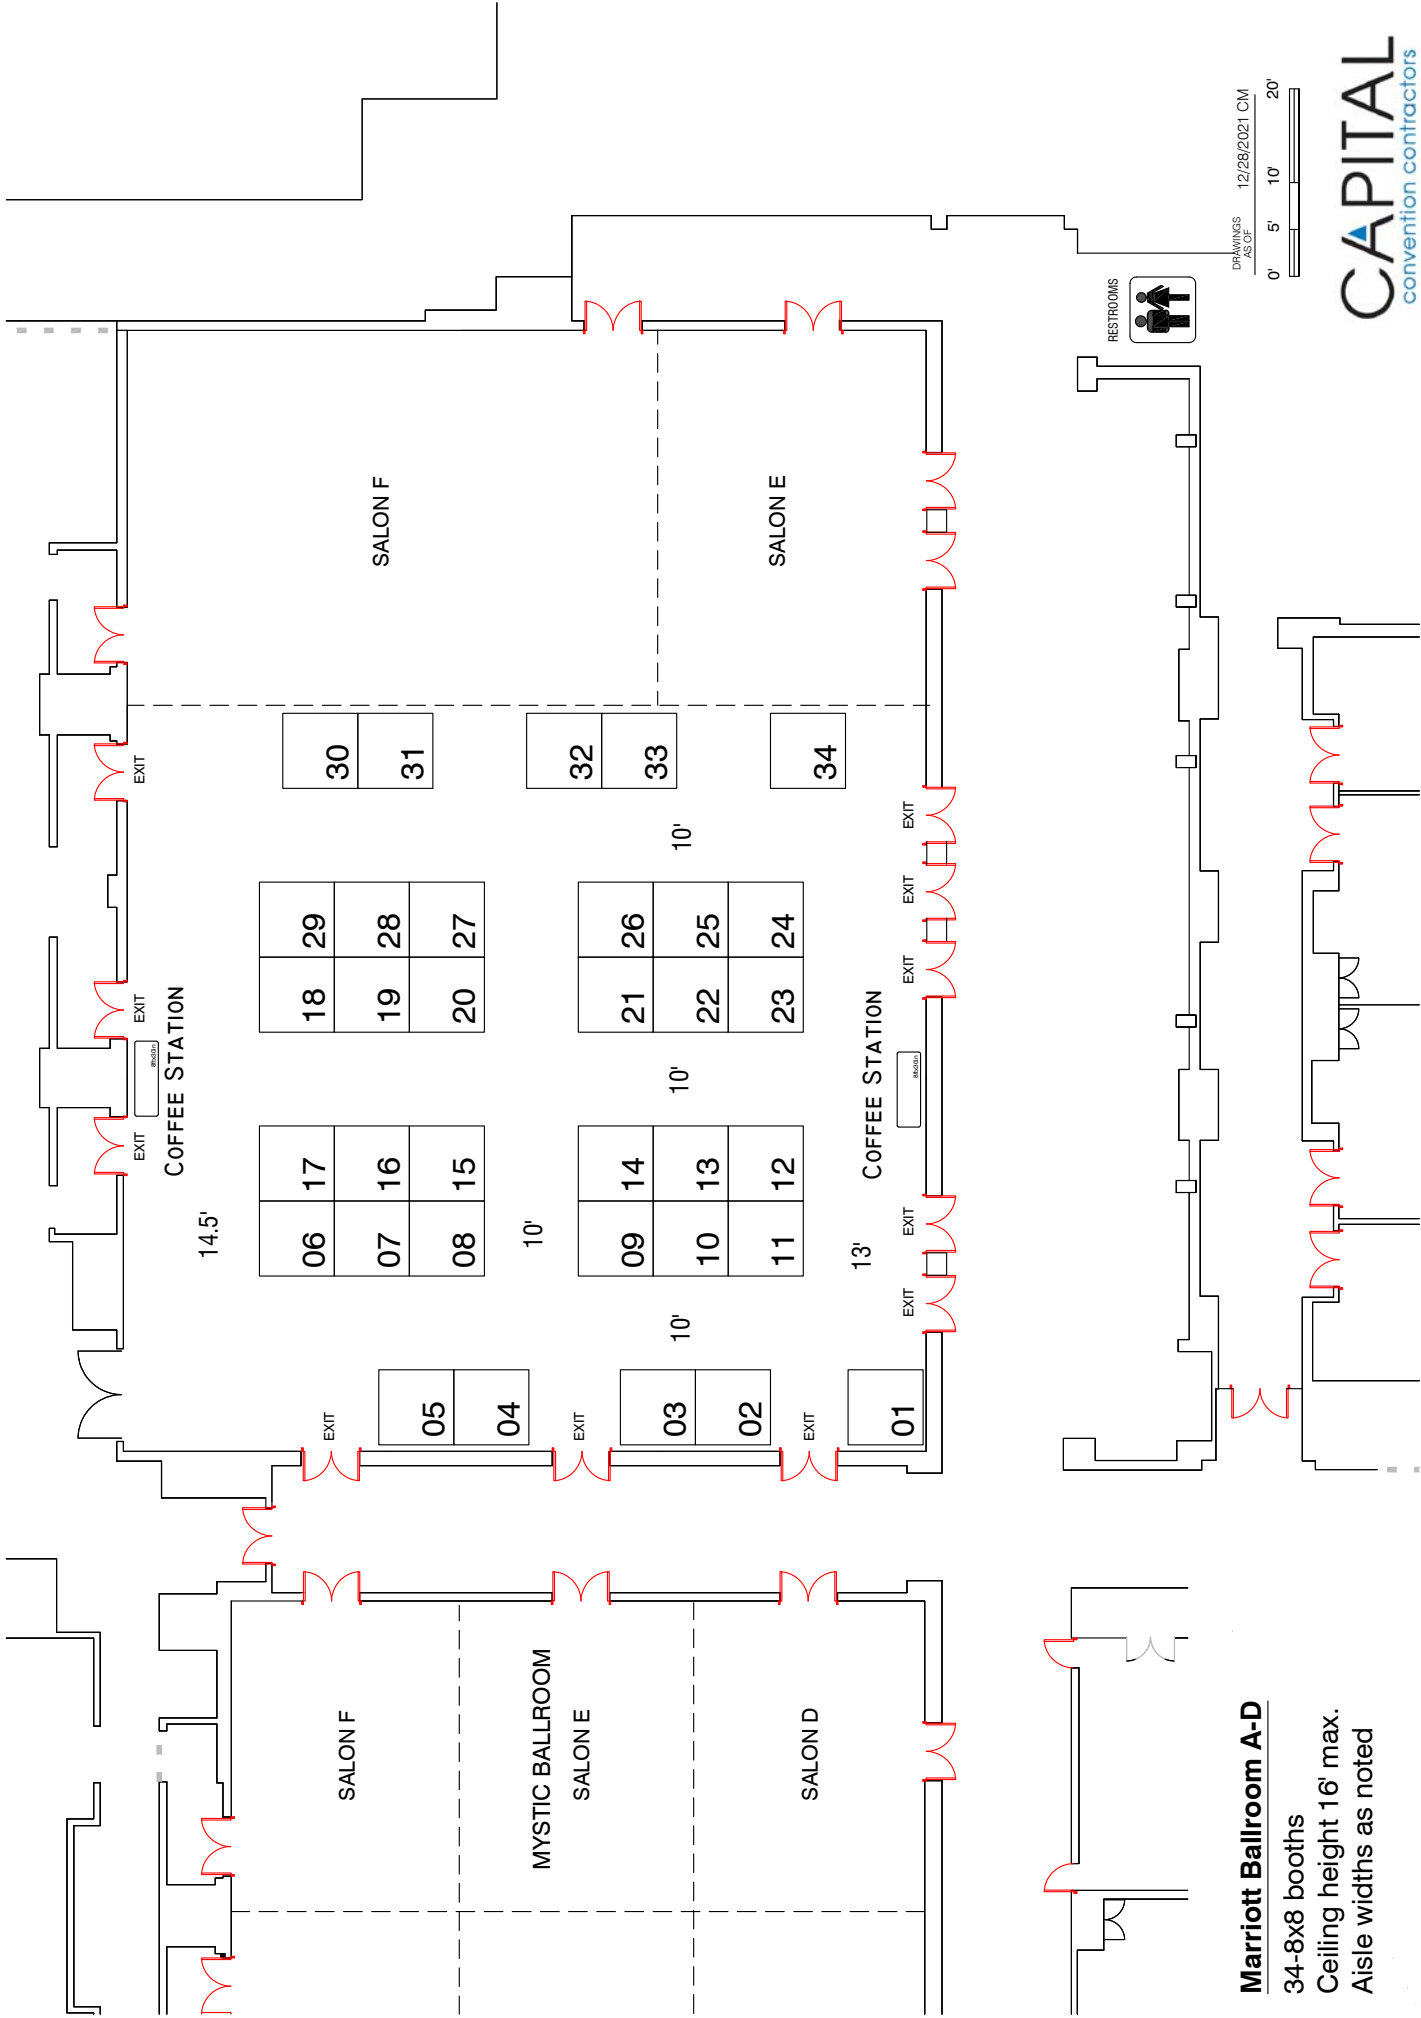 EXIT EXIT EXIT
8ftx30in
COFFEE STATION
14.5'
06 17 18 29
EXIT
30
SALON F
SALON F
07 16 19 28
31
05
08 15 20 27
04
10'
MYSTIC BALLROOM
SALON E
EXIT
32
09 14 21 26
33
03
10' 10' 10'
10 13 22 25
02
SALON E
11 12 23 24
SALON D
EXIT
34
13'
COFFEE STATION
8ftx30in
01
EXIT EXIT EXIT EXIT EXIT
RESTROOMS
DRAWINGS
AS OF
12/28/2021 CM
0' 5' 10' 20'
Marriott Ballroom A-D
34-8x8 booths
Ceiling height 16' max.
Aisle widths as noted
CAPITAL
convention contractors